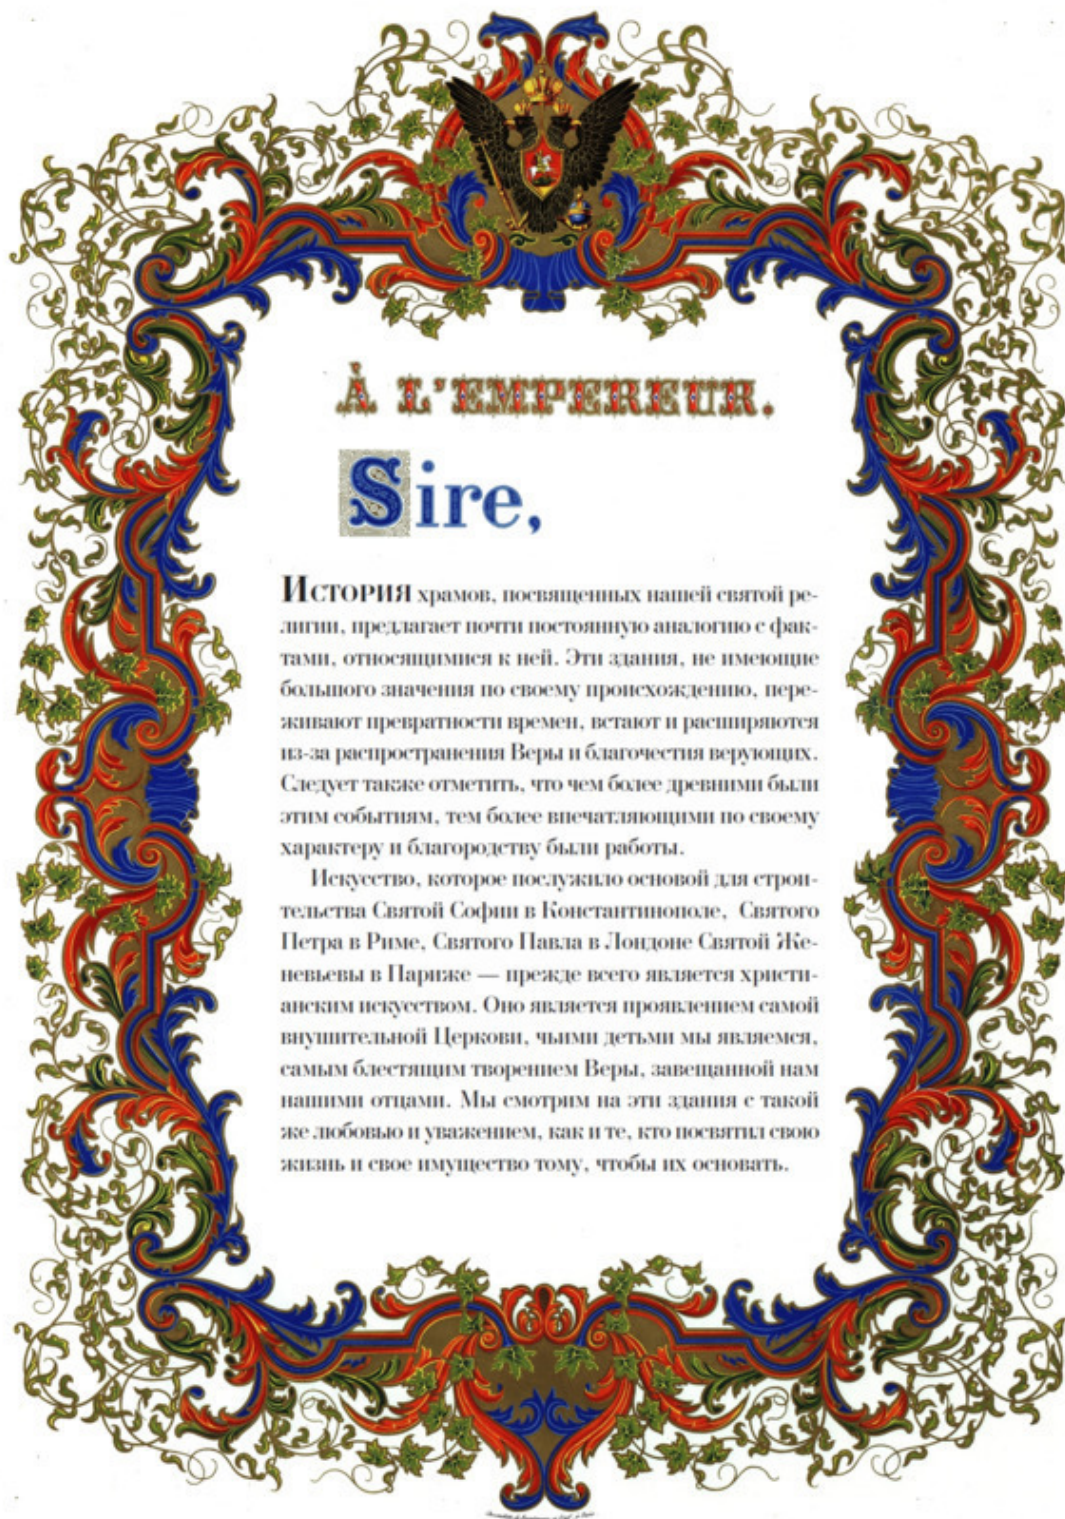 À L'EMPEREUR.
Sire,
ИСТОРИЯ храмов, посвященных нашей святой ре-
лигии, предлагает почти постоянную аналогию с фак-
тами, относящимися к ней. Эти здания, не имеющие
большого значения по своему происхождению, пере-
живают превратности времен, встают и расширяются
из-за распространения Веры и благочестия верующих.
Следует также отметить, что чем более древними были
этим событиям, тем более впечатляющими по своему
характеру и благородству были работы.
Искусство, которое послужило основой для строи-
тельства Святой Софии в Константинополе, Святого
Петра в Риме, Святого Павла в Лондоне Святой Же-
невьевы в Париже — прежде всего является христи-
анским искусством. Оно является проявлением самой
внушительной Церкови, чьими детьми мы являемся,
самым блестящим творением Веры, завещанной нам
нашими отцами. Мы смотрим на эти здания с такой
же любовью и уважением, как и те, кто посвятил свою
жизнь и свое имущество тому, чтобы их основать.